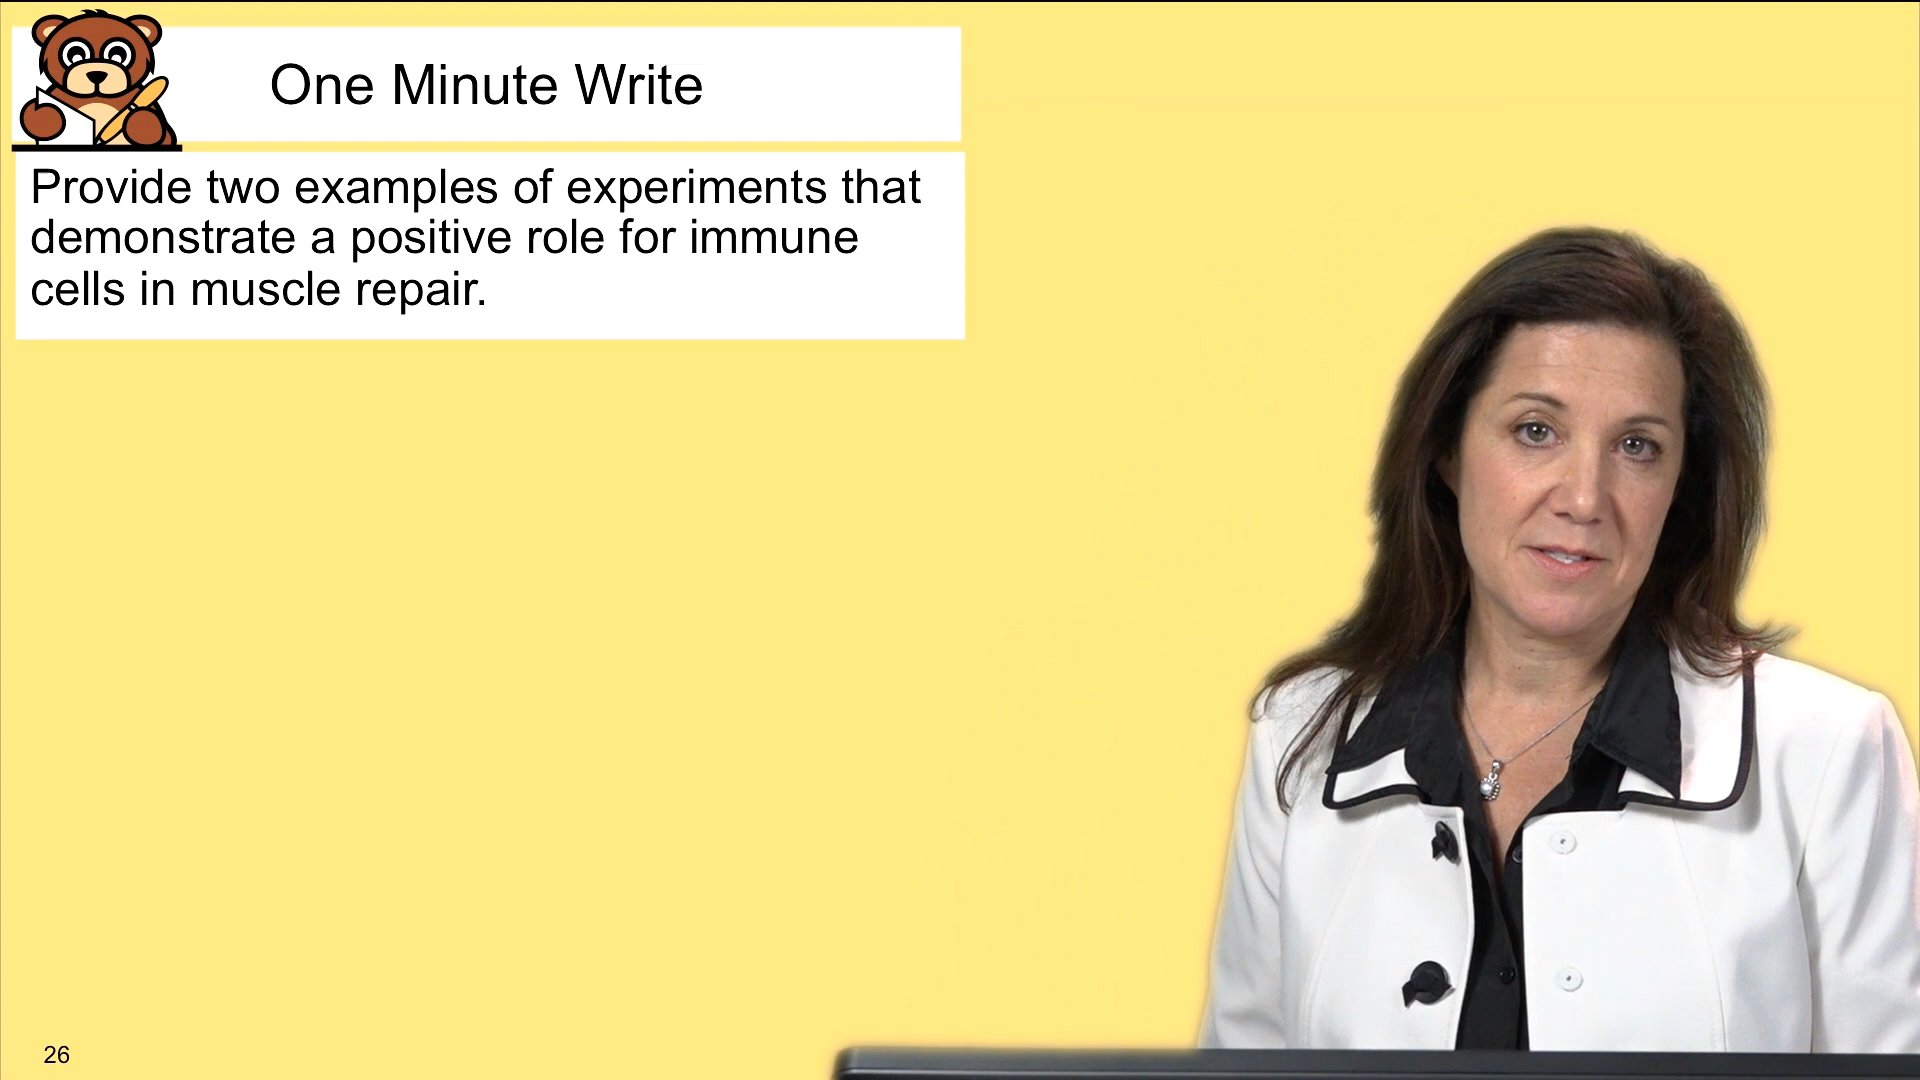 One Minute Write
Provide two examples of experiments that
demonstrate a positive role for immune
cells in muscle repair.
26